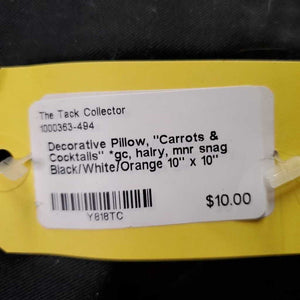 The Tack Collector
1000363-494
Decorative Pillow, "Carrots &
Cocktails" *gc, hairy, mnr snag
Black/White/Orange 10" x 10"
$10.00
Y818TC